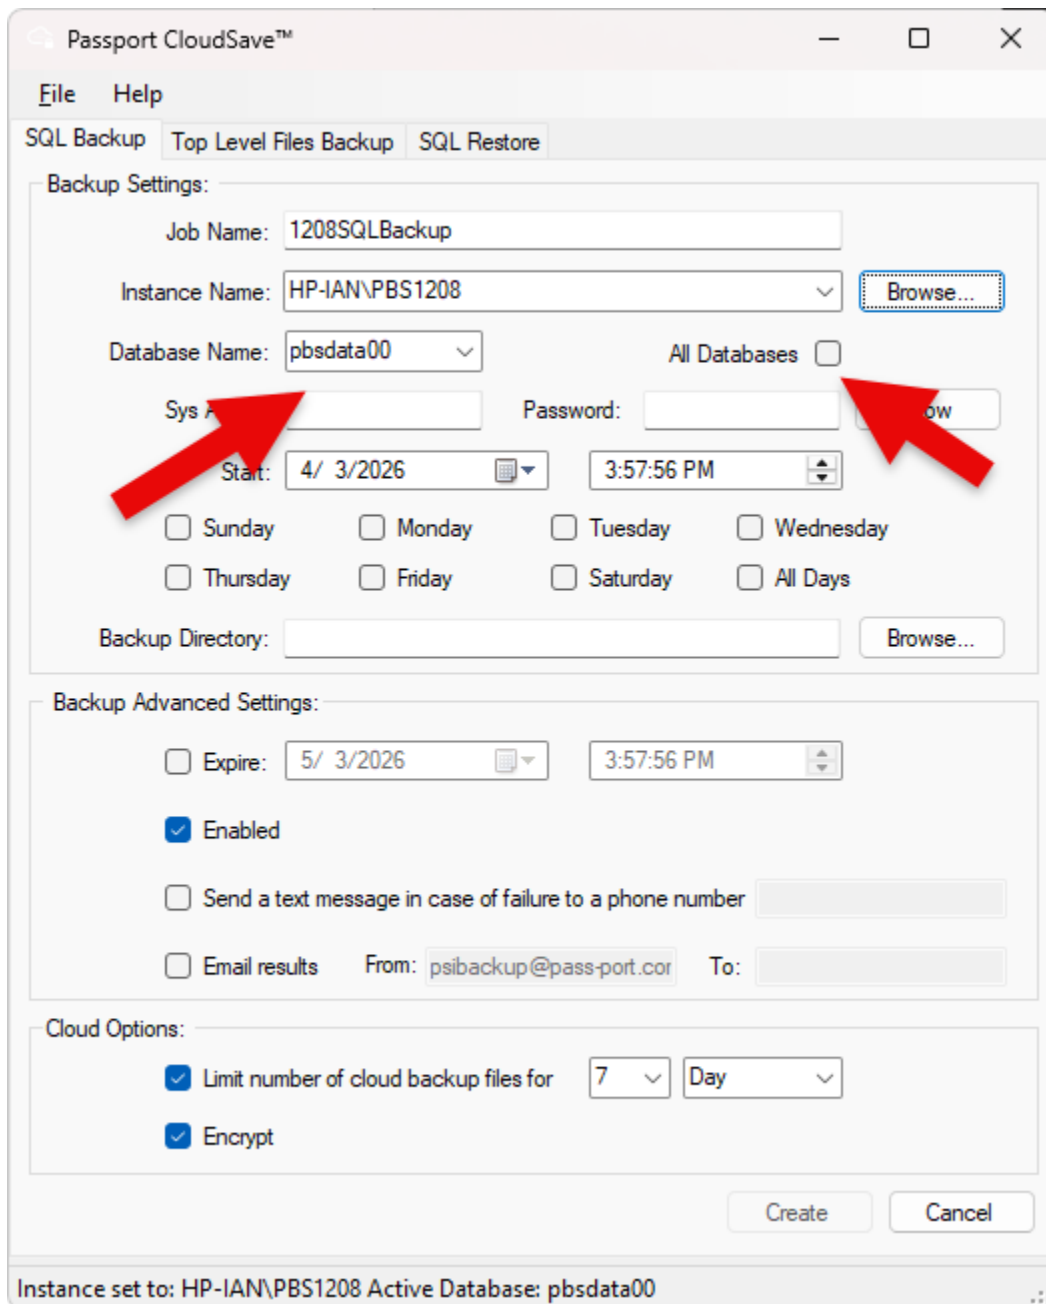 Passport CloudSave™
File Help
SQL Backup Top Level Files Backup SQL Restore
Backup Settings:
Job Name: 1208SQLBackup
Instance Name: HP-IAN\PBS1208 Browse...
Database Name: pbsdata00 All Databases
Sys Password:
Start: 4/ 3/2026 3:57:56 PM
Sunday Monday Tuesday Wednesday
Thursday Friday Saturday All Days
Backup Directory: Browse...
Backup Advanced Settings:
Expire: 5/ 3/2026 3:57:56 PM
Enabled
Send a text message in case of failure to a phone number
Email results From: psibackup@pass-port.cor To:
Cloud Options:
Limit number of cloud backup files for 7 Day
Encrypt
Create Cancel
Instance set to: HP-IAN\PBS1208 Active Database: pbsdata00